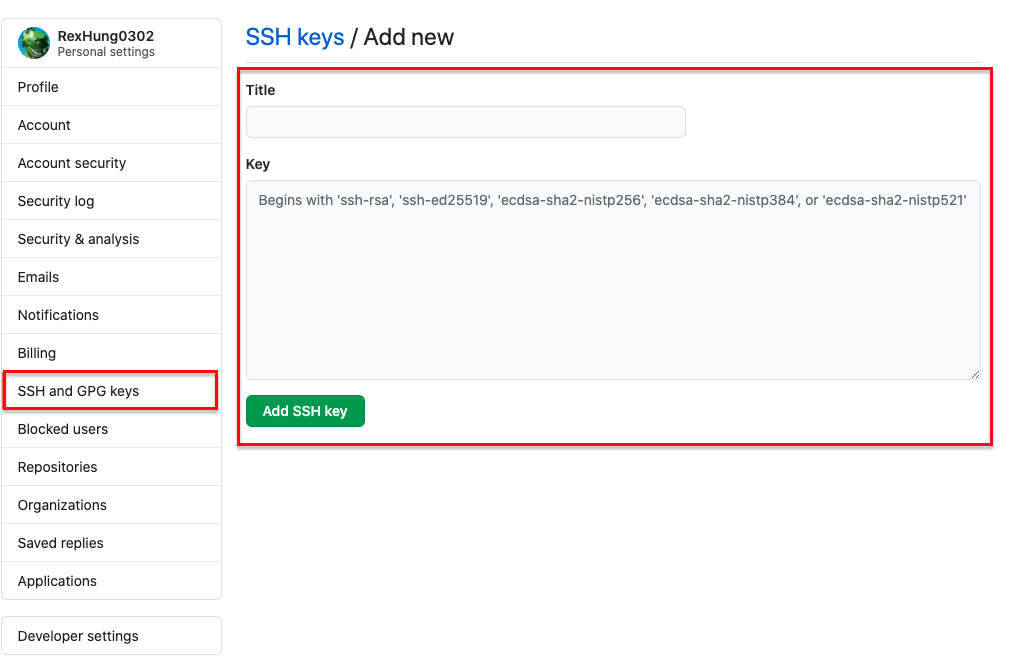 RexHung0302
Personal settings
Profile
Account
Account security
Security log
Security & analysis
Emails
Notifications
Billing
SSH and GPG keys
Blocked users
Repositories
Organizations
Saved replies
Applications
Developer settings
SSH keys / Add new
Title
Key
Begins with 'ssh-rsa', 'ssh-ed25519', 'ecdsa-sha2-nistp256', 'ecdsa-sha2-nistp384', or 'ecdsa-sha2-nistp521'
Add SSH key